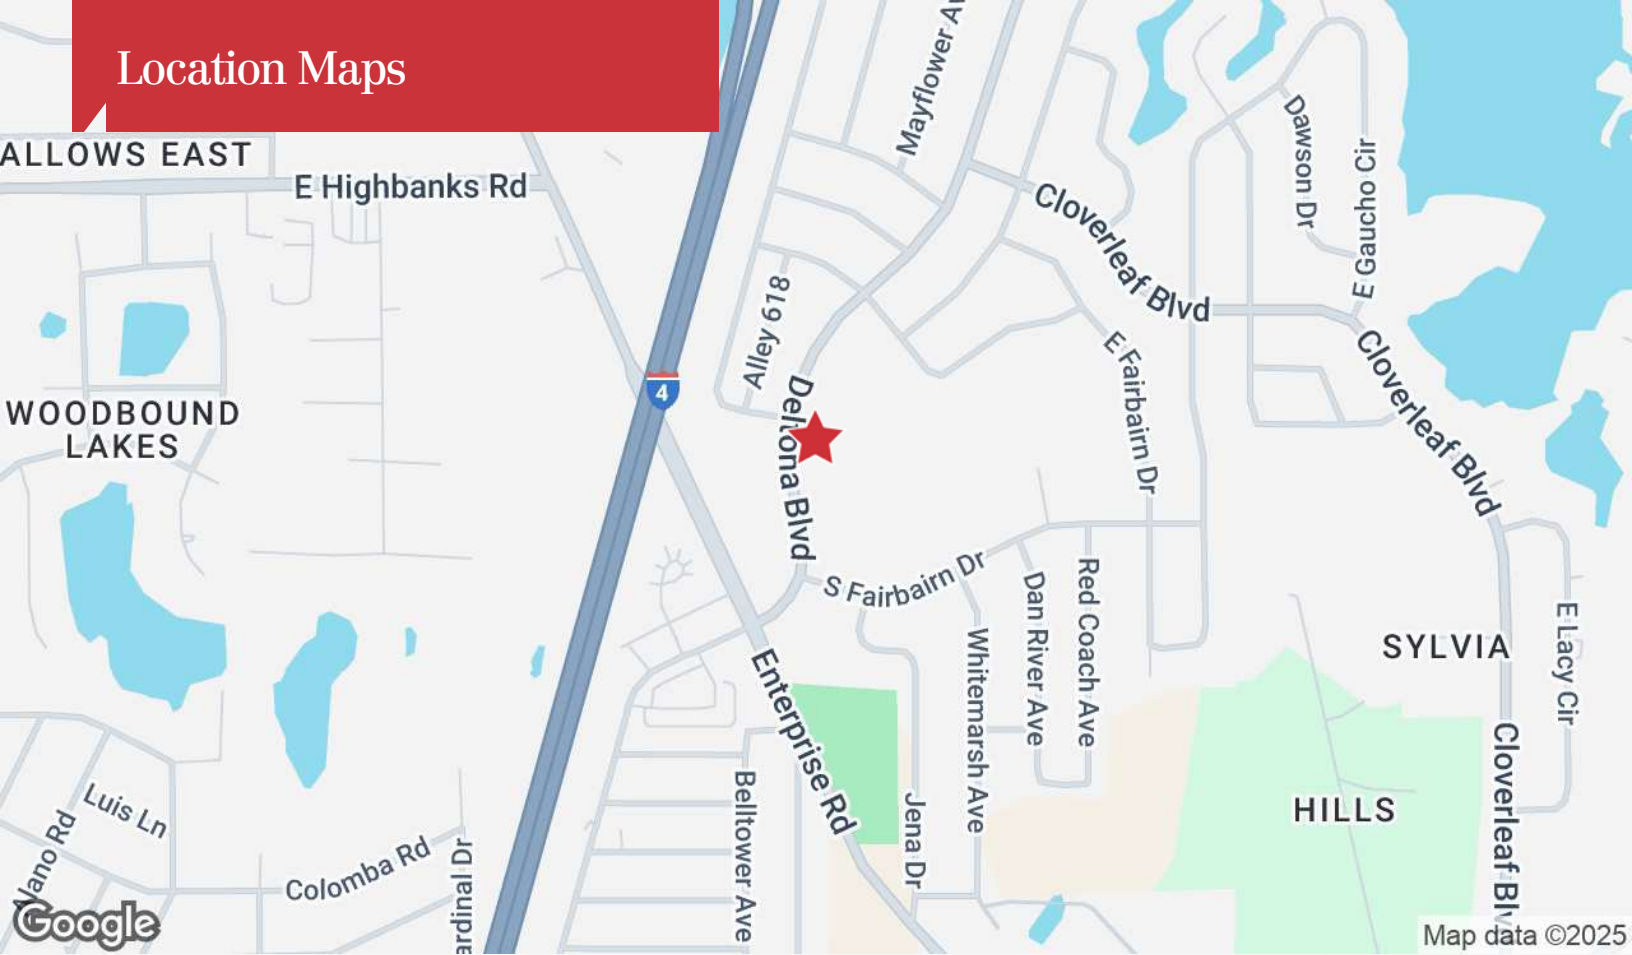 Location Maps
ALLOWS EAST
E Highbanks Rd
Mayflower Av
Cloverleaf Blvd
Dawson Dr
E Gaucho Cir
Alley 618
Deltona Blvd
4
E Fairbairn Dr
Cloverleaf Blvd
WOODBOUND
LAKES
S Fairbairn Dr
Dan River Ave
Red Coach Ave
Whitemarsh Ave
SYLVIA
E Lacy Cir
Enterprise Rd
Belltower Ave
Jena Dr
HILLS
Cloverleaf Blv
Luis Ln
Alano Rd
Colomba Rd
ardinal Dr
Google
Map data ©2025